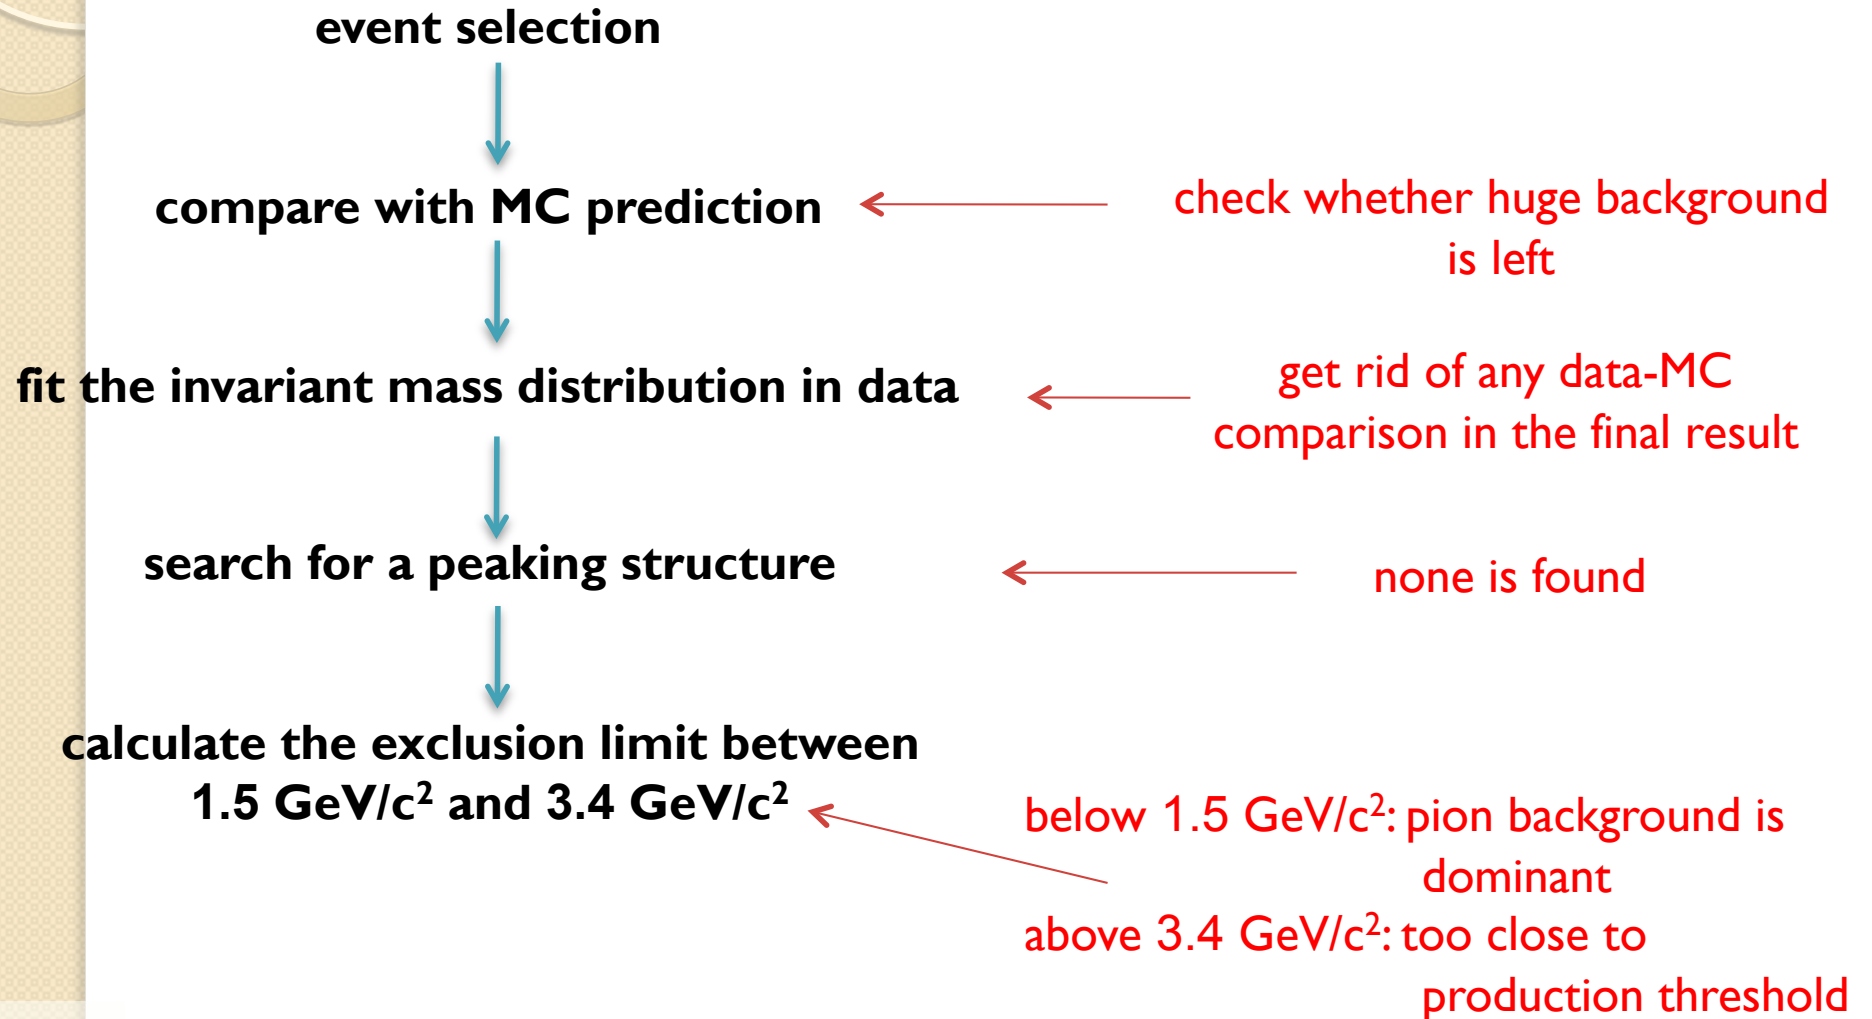 event selection
compare with MC prediction
check whether huge background
is left
fit the invariant mass distribution in data
get rid of any data-MC
comparison in the final result
search for a peaking structure
none is found
calculate the exclusion limit between
1.5 GeV/c² and 3.4 GeV/c²
below 1.5 GeV/c²: pion background is
dominant
above 3.4 GeV/c²: too close to
production threshold